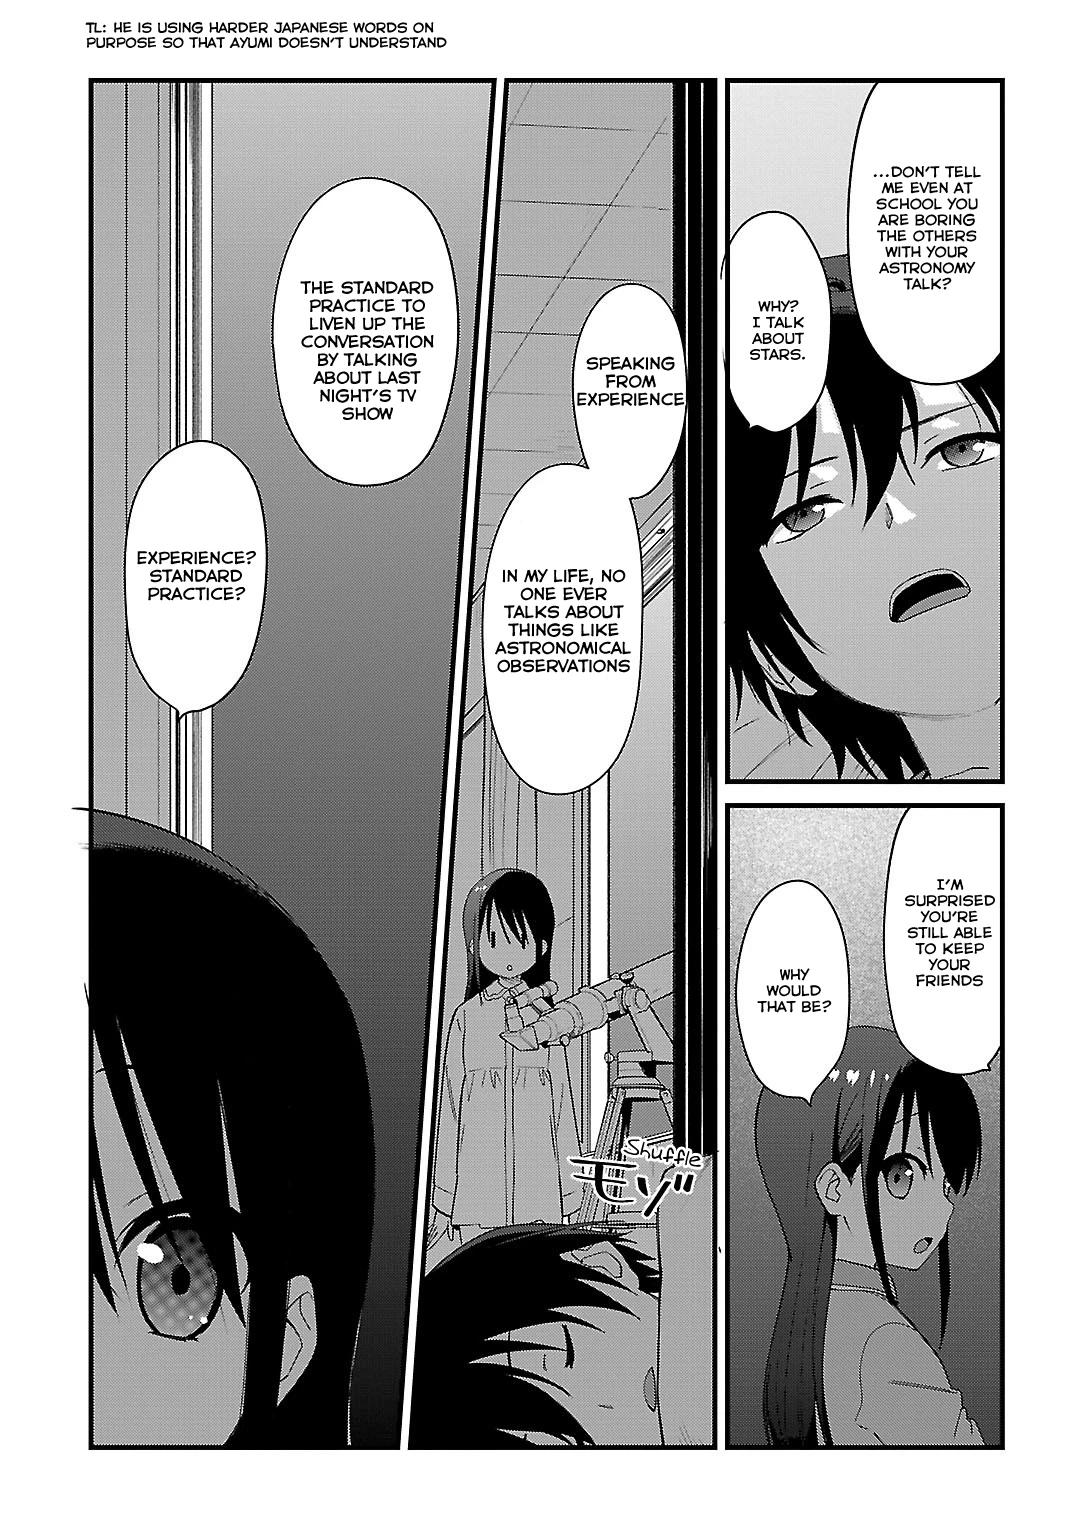 TL: HE IS USING HARDER JAPANESE WORDS ON
PURPOSE SO THAT AYUMI DOESN'T UNDERSTAND
...DON'T TELL
ME EVEN AT
SCHOOL YOU
ARE BORING
THE OTHERS
WITH YOUR
ASTRONOMY
TALK?
WHY?
I TALK
ABOUT
STARS.
I'M
SURPRISED
YOU'RE
STILL ABLE
TO KEEP
YOUR
FRIENDS
WHY
WOULD
THAT BE?
SPEAKING
FROM
EXPERIENCE
IN MY LIFE, NO
ONE EVER
TALKS ABOUT
THINGS LIKE
ASTRONOMICAL
OBSERVATIONS
Shuffle
モゾ
THE STANDARD
PRACTICE TO
LIVEN UP THE
CONVERSATION
BY TALKING
ABOUT LAST
NIGHT'S TV
SHOW
EXPERIENCE?
STANDARD
PRACTICE?